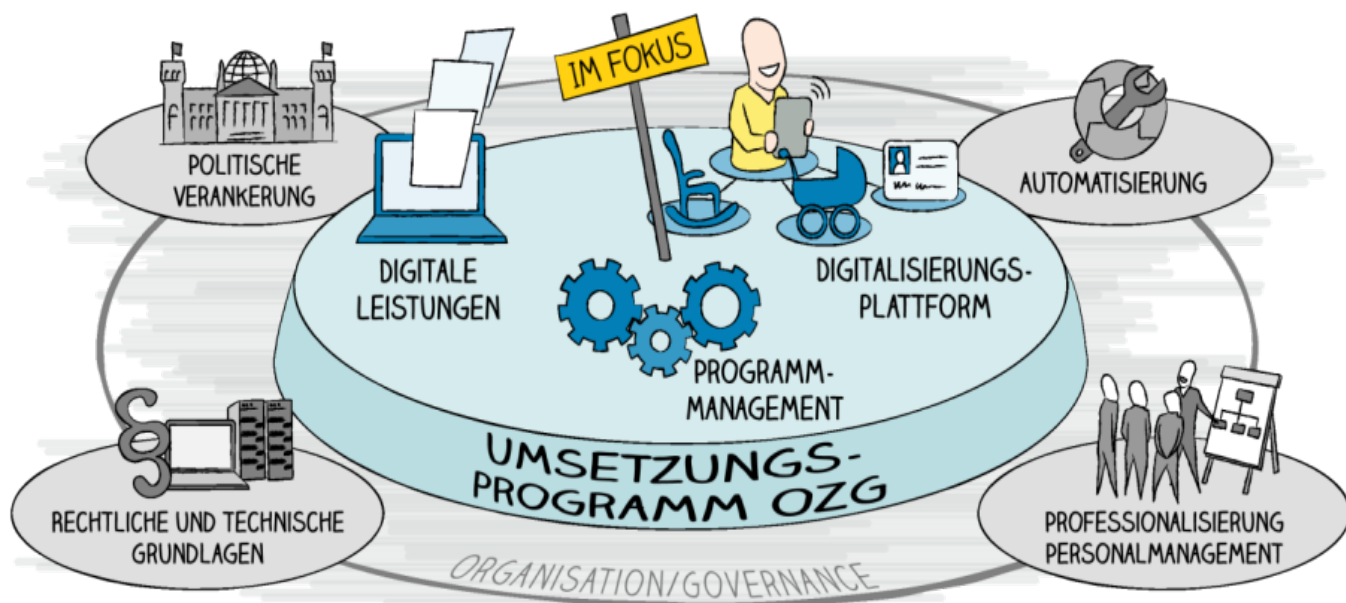 IM FOKUS
POLITISCHE
VERANKERUNG
AUTOMATISIERUNG
DIGITALE
LEISTUNGEN
DIGITALISIERUNGS-
PLATTFORM
PROGRAMM-
MANAGEMENT
UMSETZUNGS-
PROGRAMM OZG
RECHTLICHE UND TECHNISCHE
GRUNDLAGEN
PROFESSIONALISIERUNG
PERSONALMANAGEMENT
ORGANISATION/GOVERNANCE